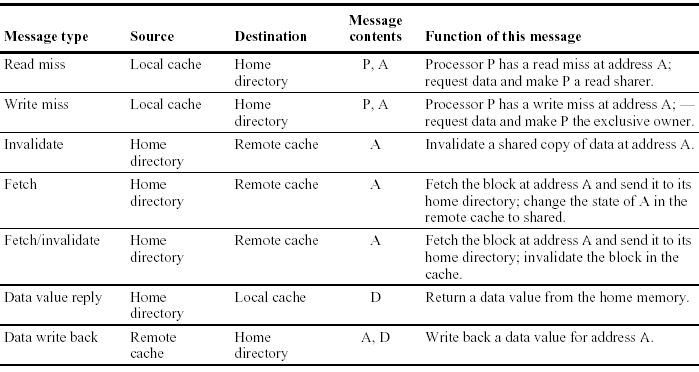 Message type Source Destination Message contents Function of this message
Read miss Local cache Home directory P, A Processor P has a read miss at address A;
request data and make P a read sharer.
Write miss Local cache Home directory P, A Processor P has a write miss at address A; —
request data and make P the exclusive owner.
Invalidate Home directory Remote cache A Invalidate a shared copy of data at address A.
Fetch Home directory Remote cache A Fetch the block at address A and send it to its
home directory; change the state of A in the
remote cache to shared.
Fetch/invalidate Home directory Remote cache A Fetch the block at address A and send it to its
home directory; invalidate the block in the
cache.
Data value reply Home directory Local cache D Return a data value from the home memory.
Data write back Remote cache Home directory A, D Write back a data value for address A.